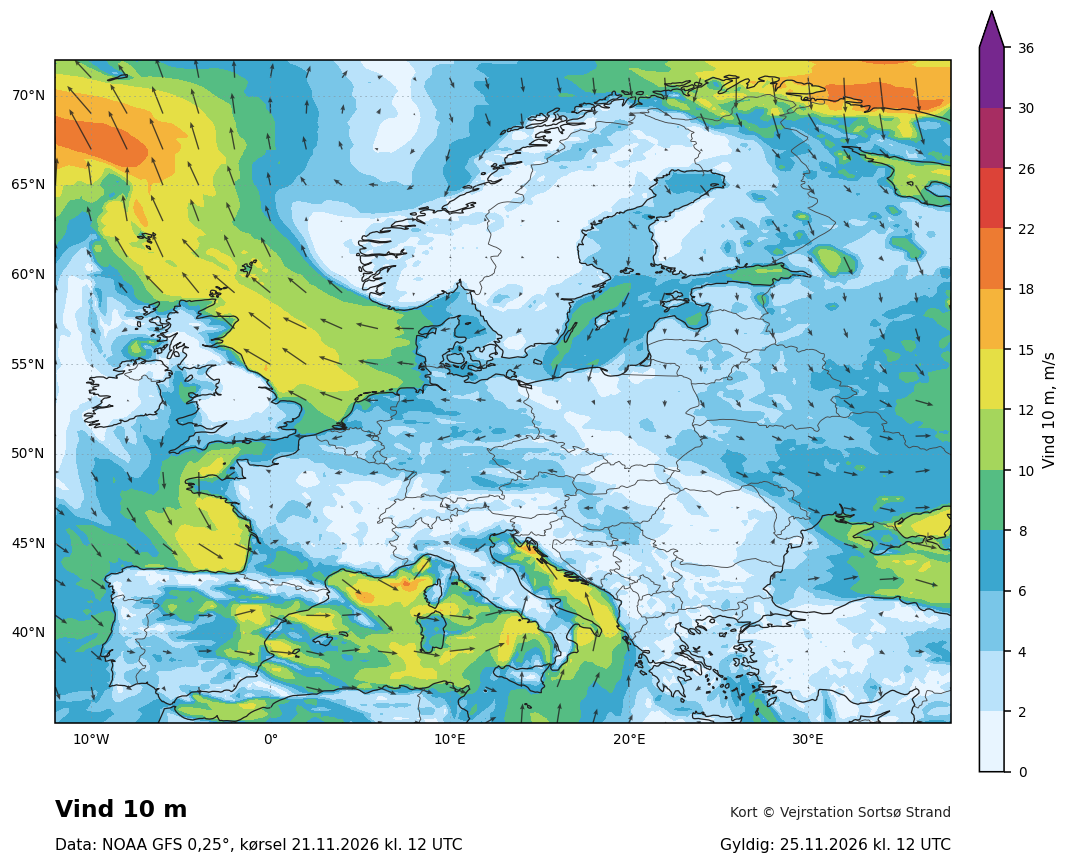 70°N
65°N
60°N
55°N
50°N
45°N
40°N
10°W
0°
10°E
20°E
30°E
36
30
26
22
18
15
12
10
8
6
4
2
0
Vind 10 m, m/s
Vind 10 m
Kort © Vejrstation Sortsø Strand
Data: NOAA GFS 0,25°, kørsel 21.11.2026 kl. 12 UTC
Gyldig: 25.11.2026 kl. 12 UTC